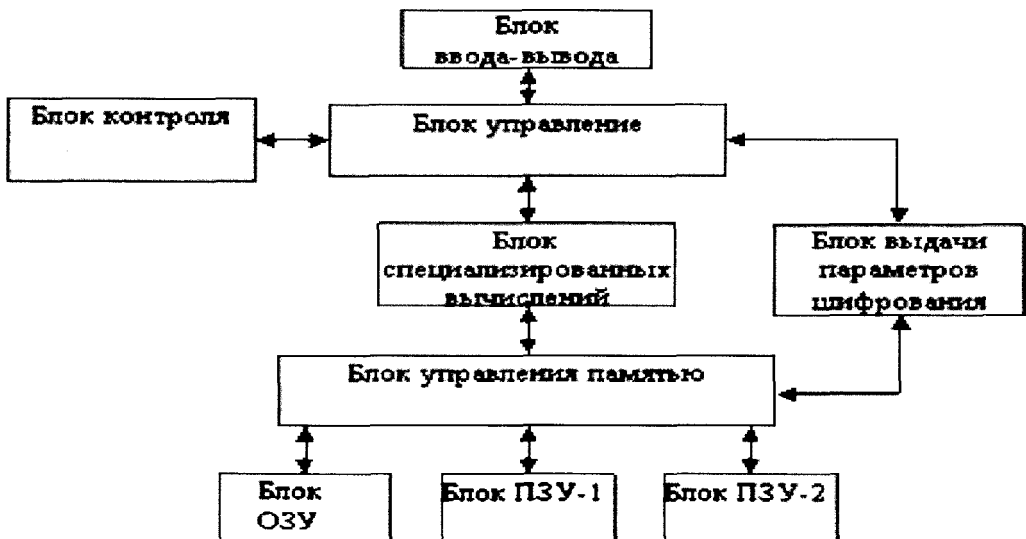 Блок
ввода-вывода
Блок контроля
Блок управление
Блок
специализированных
вычислений
Блок выдачи
параметров
шифрования
Блок управления памятью
Блок
ОЗУ
Блок ПЗУ-1
Блок ПЗУ-2